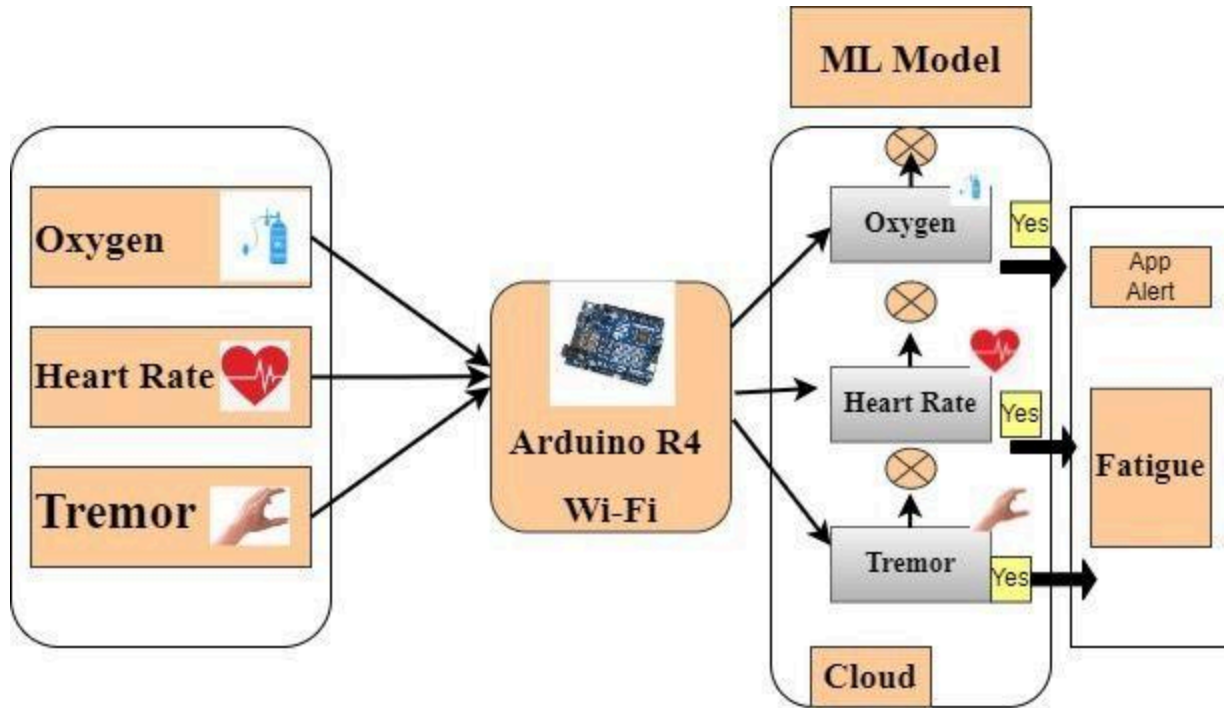 ML Model
Oxygen
Heart Rate
Tremor
Arduino R4
Wi-Fi
Oxygen
Yes
Heart Rate
Yes
Tremor
Yes
Cloud
App
Alert
Fatigue